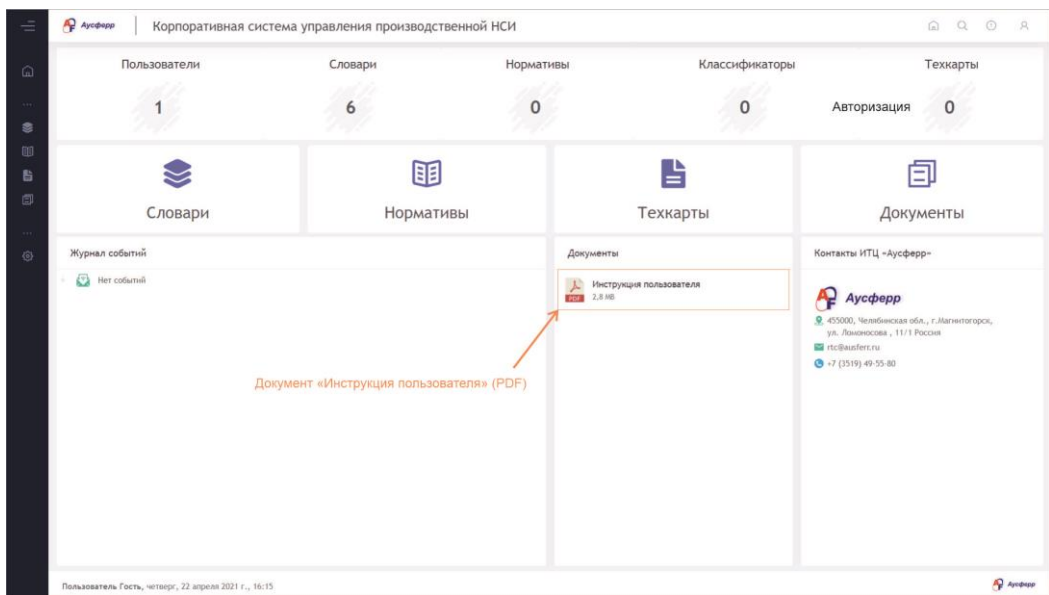 Аусферр
Корпоративная система управления производственной НСИ
Пользователи
Словари
Нормативы
Классификаторы
Техкарты
1
6
0
0
Авторизация
0
Словари
Нормативы
Техкарты
Документы
Журнал событий
Нет событий
Документы
PDF
Инструкция пользователя
2,8 MB
Документ «Инструкция пользователя» (PDF)
Контакты ИТЦ «Аусферр»
Аусферр
455000, Челябинская обл., г.Магнитогорск,
ул. Ломоносова , 11/1 Россия
rtc@ausferr.ru
+7 (3519) 49-55-80
Пользователь Гость, четверг, 22 апреля 2021 г., 16:15
Аусферр